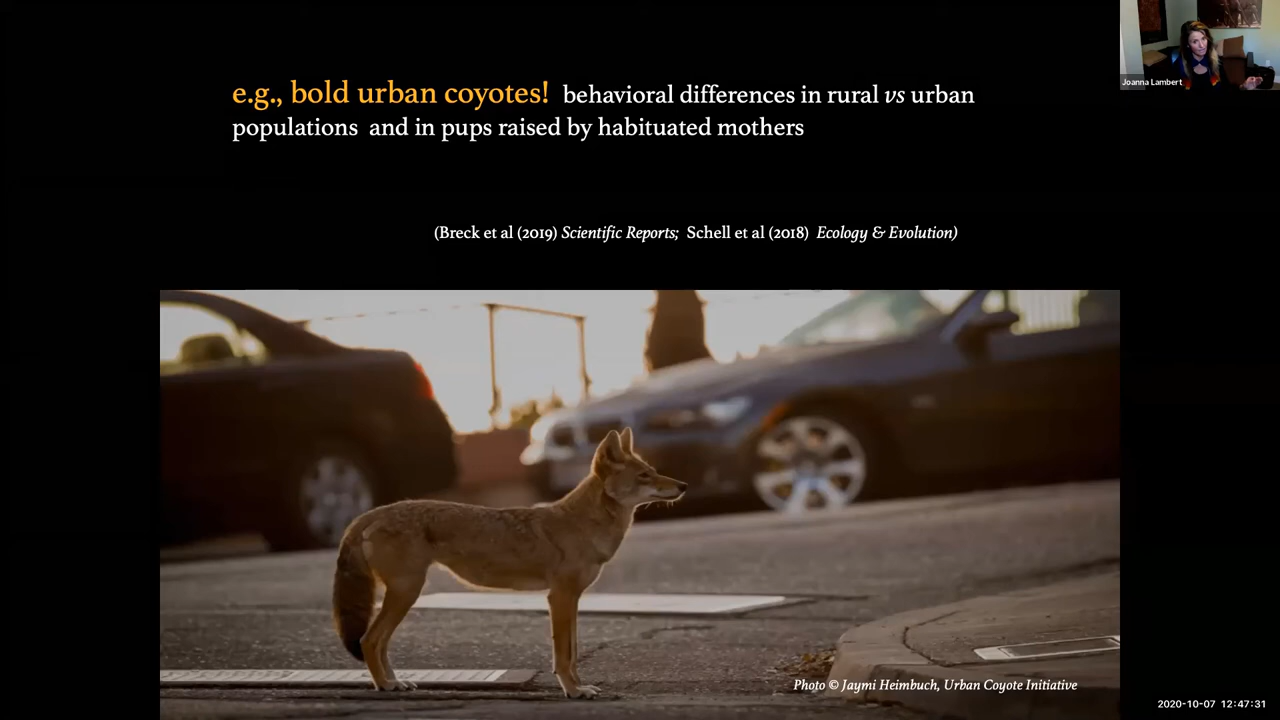 Joanna Lambert
e.g., bold urban coyotes! behavioral differences in rural vs urban
populations and in pups raised by habituated mothers
(Breck et al (2019) Scientific Reports; Schell et al (2018) Ecology & Evolution)
Photo © Jaymi Heimbuch, Urban Coyote Initiative
2020-10-07 12:47:31